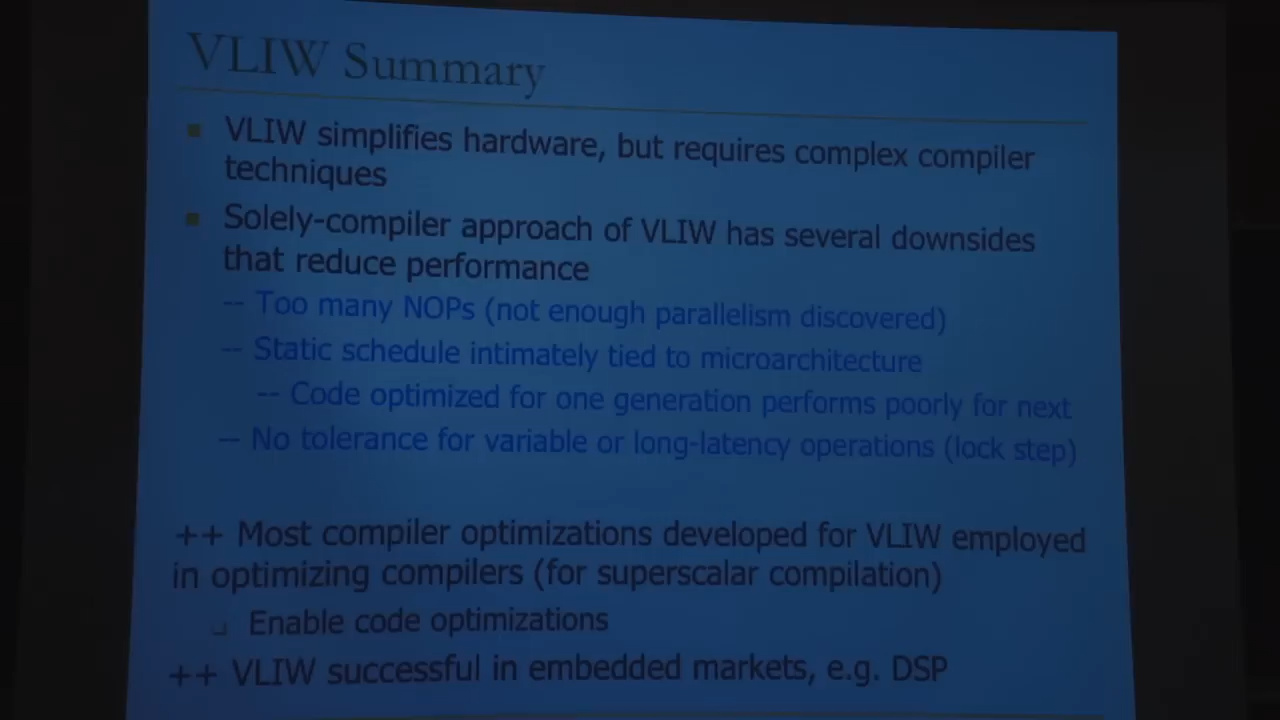 VLIW Summary
VLIW simplifies hardware, but requires complex compiler
techniques
Solely-compiler approach of VLIW has several downsides
that reduce performance
-- Too many NOPs (not enough parallelism discovered)
-- Static schedule intimately tied to microarchitecture
-- Code optimized for one generation performs poorly for next
-- No tolerance for variable or long-latency operations (lock step)
++ Most compiler optimizations developed for VLIW employed
in optimizing compilers (for superscalar compilation)
Enable code optimizations
++ VLIW successful in embedded markets, e.g. DSP